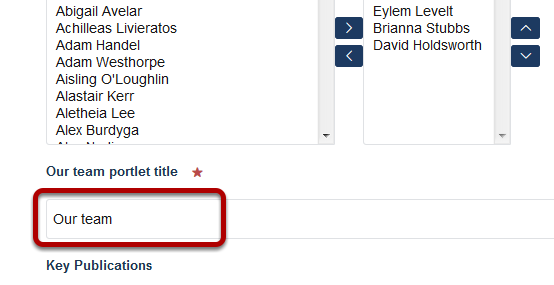 Abigail Avelar
Achilleas Livieratos
Adam Handel
Adam Westhorpe
Aisling O'Loughlin
Alastair Kerr
Aletheia Lee
Alex Burdyga
Eylem Levelt
Brianna Stubbs
David Holdsworth
Our team portlet title
Our team
Key Publications